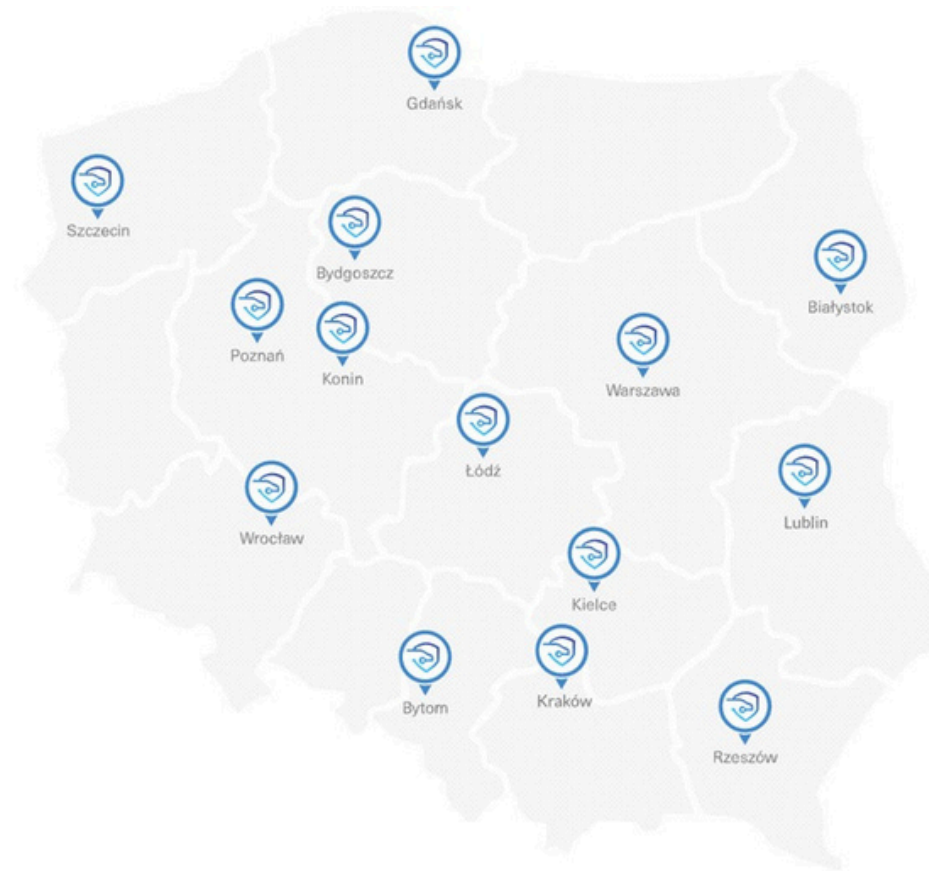 Gdańsk
Szczecin
Bydgoszcz
Białystok
Poznań
Konin
Warszawa
Łódź
Lublin
Wrocław
Kielce
Kraków
Bytom
Rzeszów